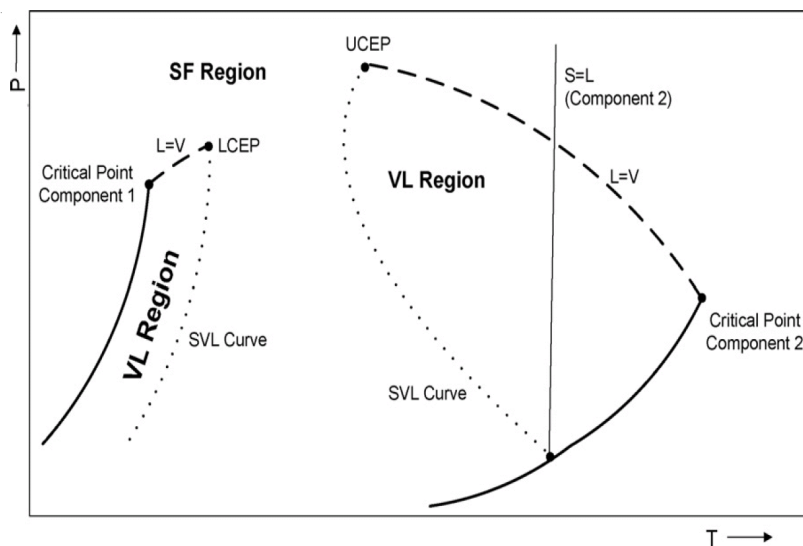 P
UCEP
SF Region
S=L
(Component 2)
L=V
LCEP
Critical Point
Component 1
VL Region
L=V
VL Region
SVL Curve
Critical Point
Component 2
SVL Curve
T